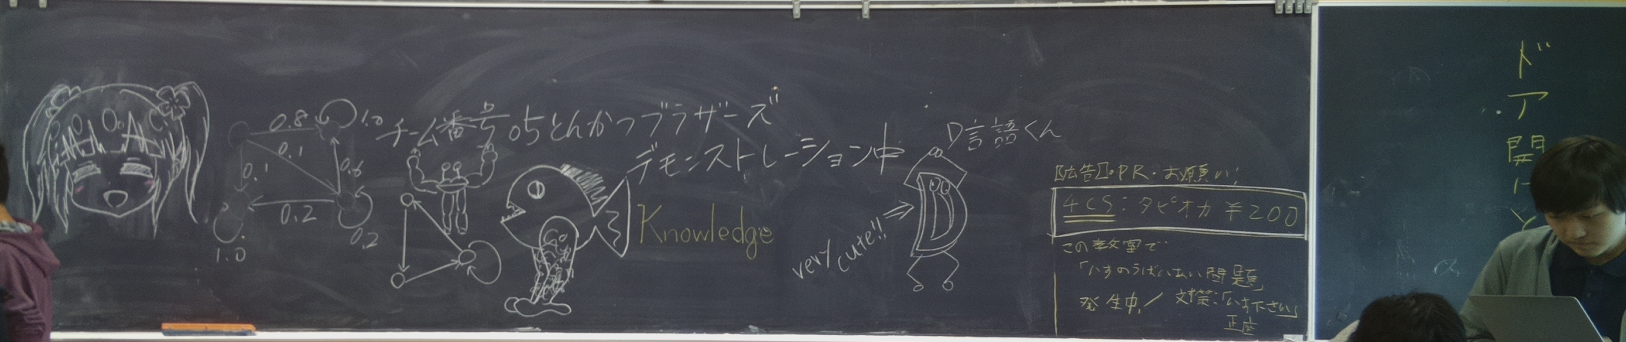 0.8
1.0
0.1
0.1
0.6
0.2
0.2
1.0
チーム番号05とんかつブラザーズ
デモンストレーション中
Knowledge
D言語くん
very cute!!
【広告】・PR・お願い!
4CS:タピオカ ¥200
この教室で
「いすのうばいあい問題」
発生中!
対策:「いす下さい」
正座
ドア開けと